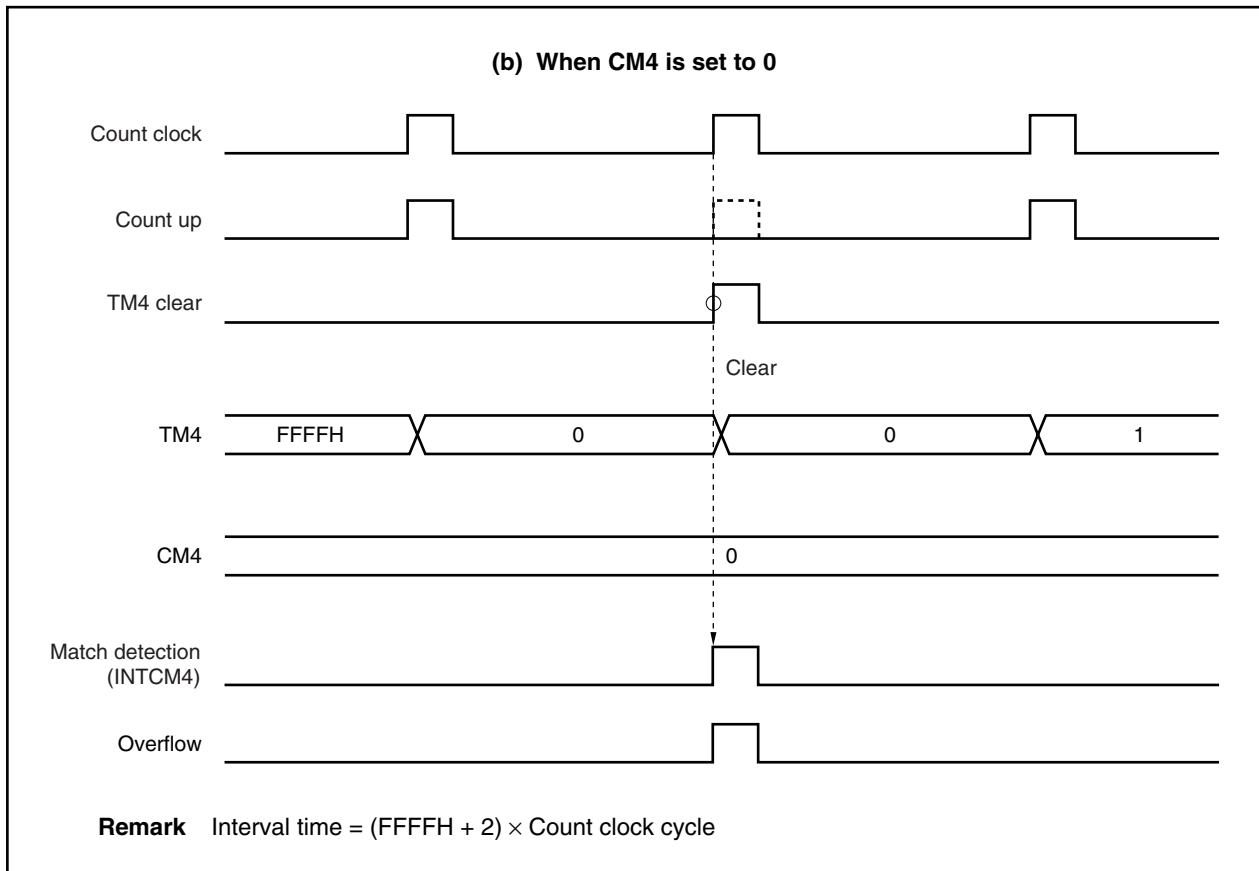 (b) When CM4 is set to 0
Count clock
Count up
TM4 clear
Clear
TM4
FFFFH
0
0
1
CM4
0
Match detection
(INTCM4)
Overflow
Remark Interval time = (FFFFH + 2) × Count clock cycle